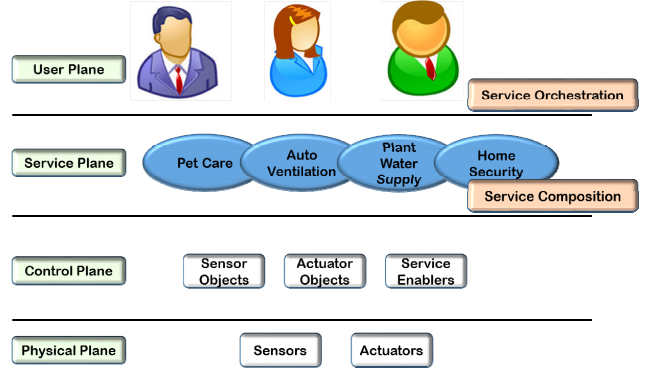 User Plane
Service Orchestration
Service Plane
Pet Care
Auto
Ventilation
Plant
Water
Supply
Home
Security
Service Composition
Control Plane
Sensor
Objects
Actuator
Objects
Service
Enablers
Physical Plane
Sensors
Actuators